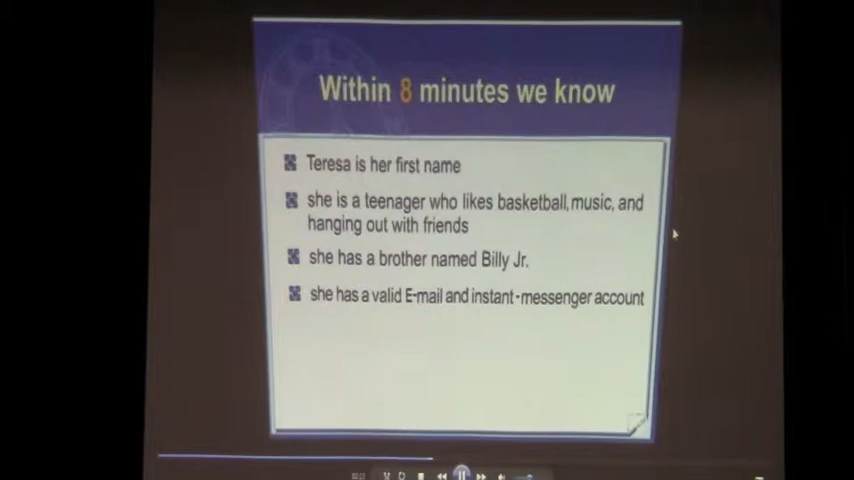 Within 8 minutes we know
Teresa is her first name
she is a teenager who likes basketball, music, and
hanging out with friends
she has a brother named Billy Jr.
she has a valid E-mail and instant-messenger account